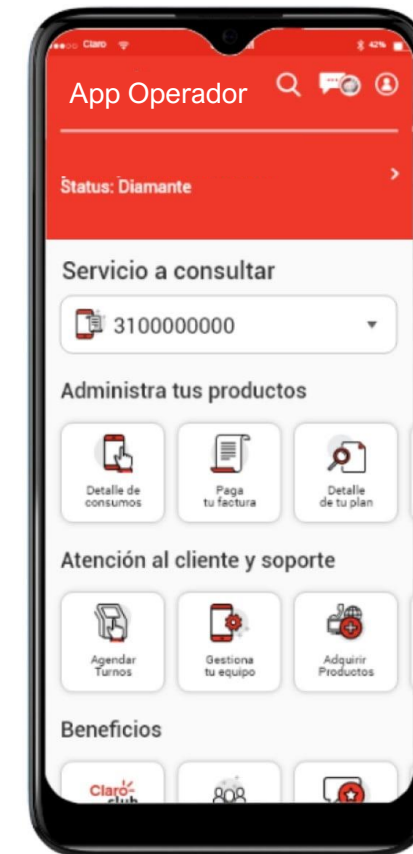 Claro
42%
App Operador
Status: Diamante
Servicio a consultar
3100000000
Administra tus productos
Detalle de
consumos
Paga
tu factura
Detalle
de tu plan
Atención al cliente y soporte
Agendar
Turnos
Gestiona
tu equipo
Adquirir
Productos
Beneficios
Claro-
club